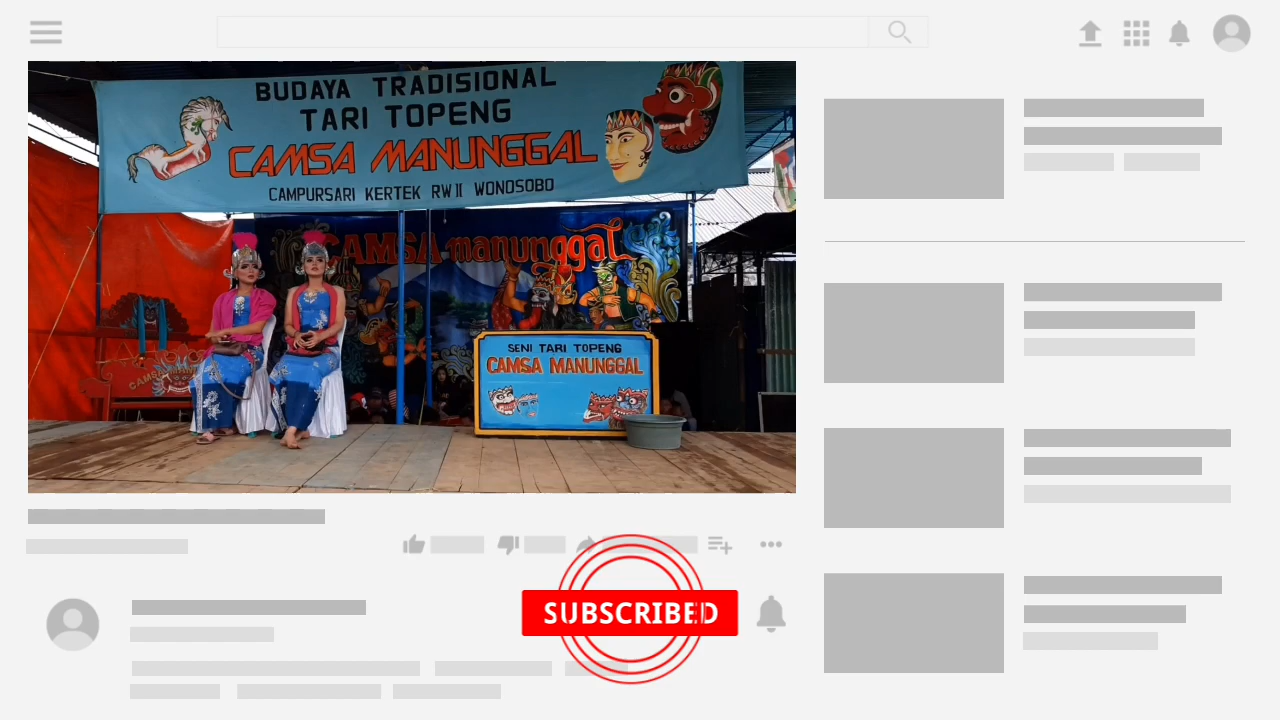 BUDAYA TRADISIONAL
TARI TOPENG
CAMSA MANUNGGAL
CAMPURSARI KERTEK RW II WONOSOBO
CAMSA manunggal
SENI TARI TOPENG
CAMSA MANUNGGAL
SUBSCRIBED